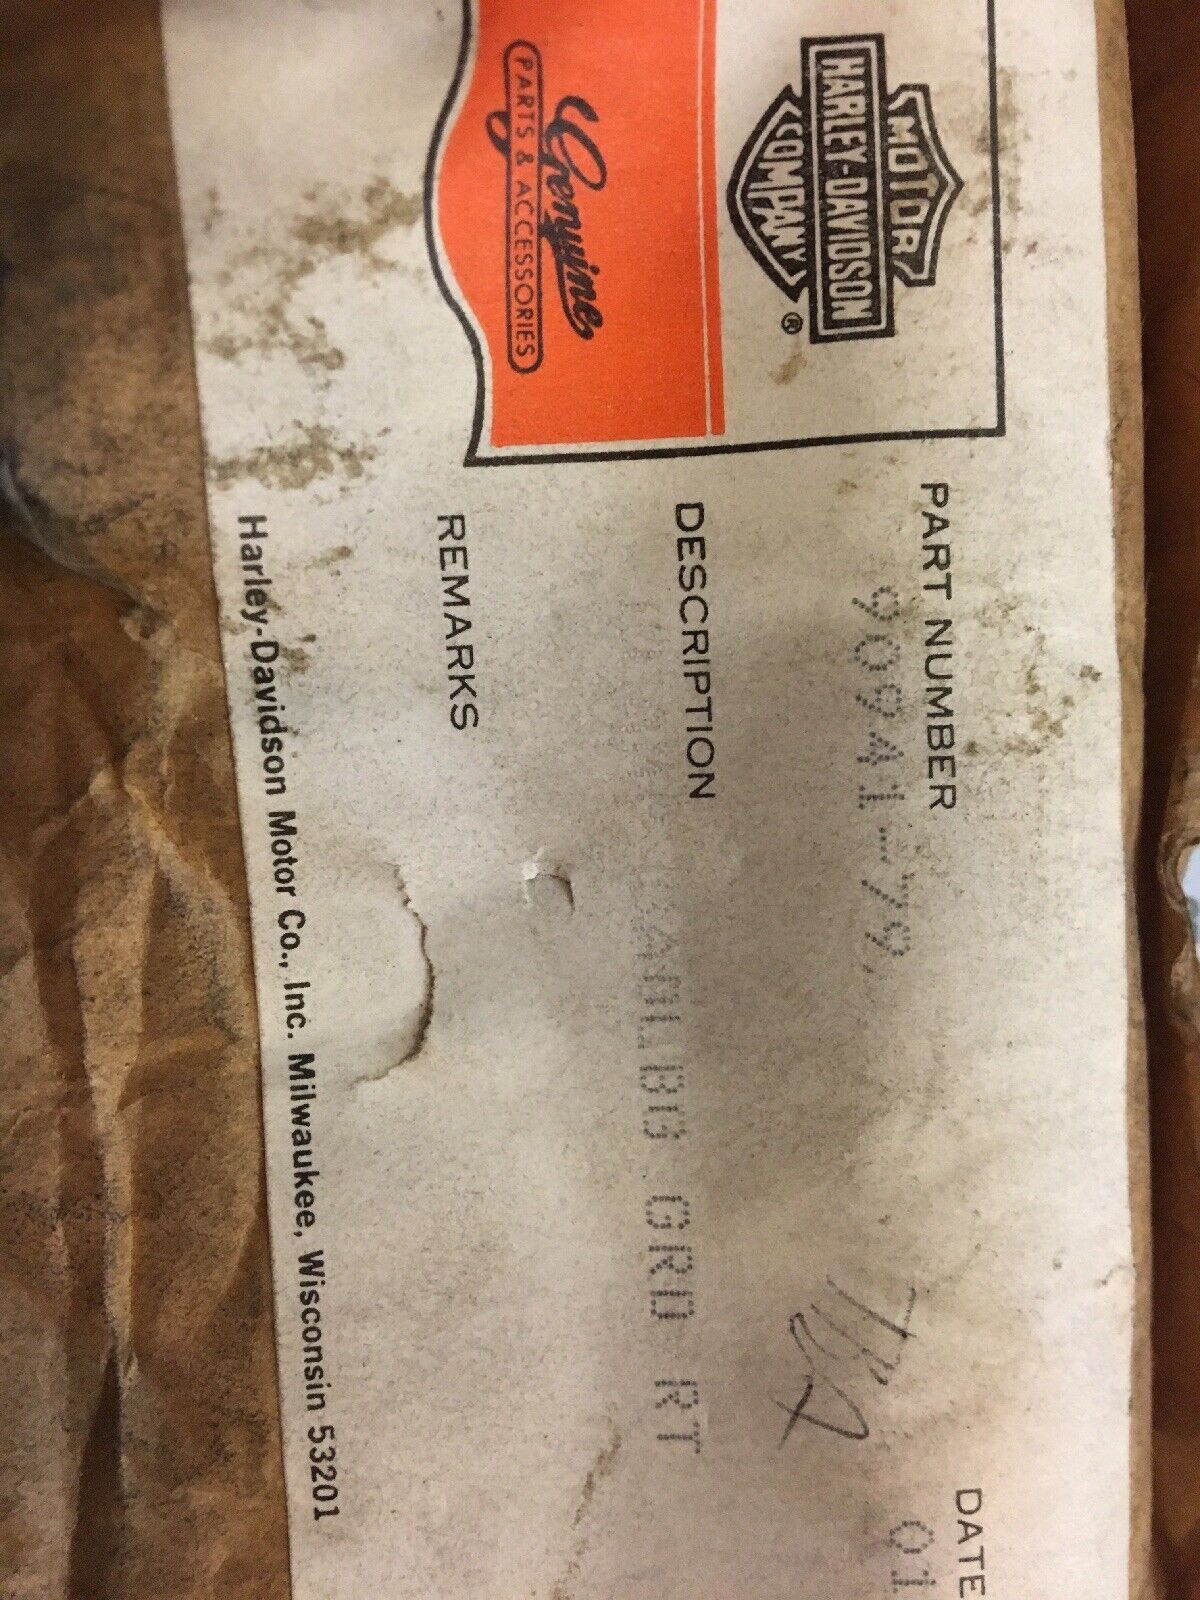 MOTOR
HARLEY-DAVIDSON
COMPANY
®
Genuine
PARTS & ACCESSORIES
PART NUMBER
90941-79
DATE
01
DESCRIPTION
GRD RT
REMARKS
Harley-Davidson Motor Co., Inc. Milwaukee, Wisconsin 53201